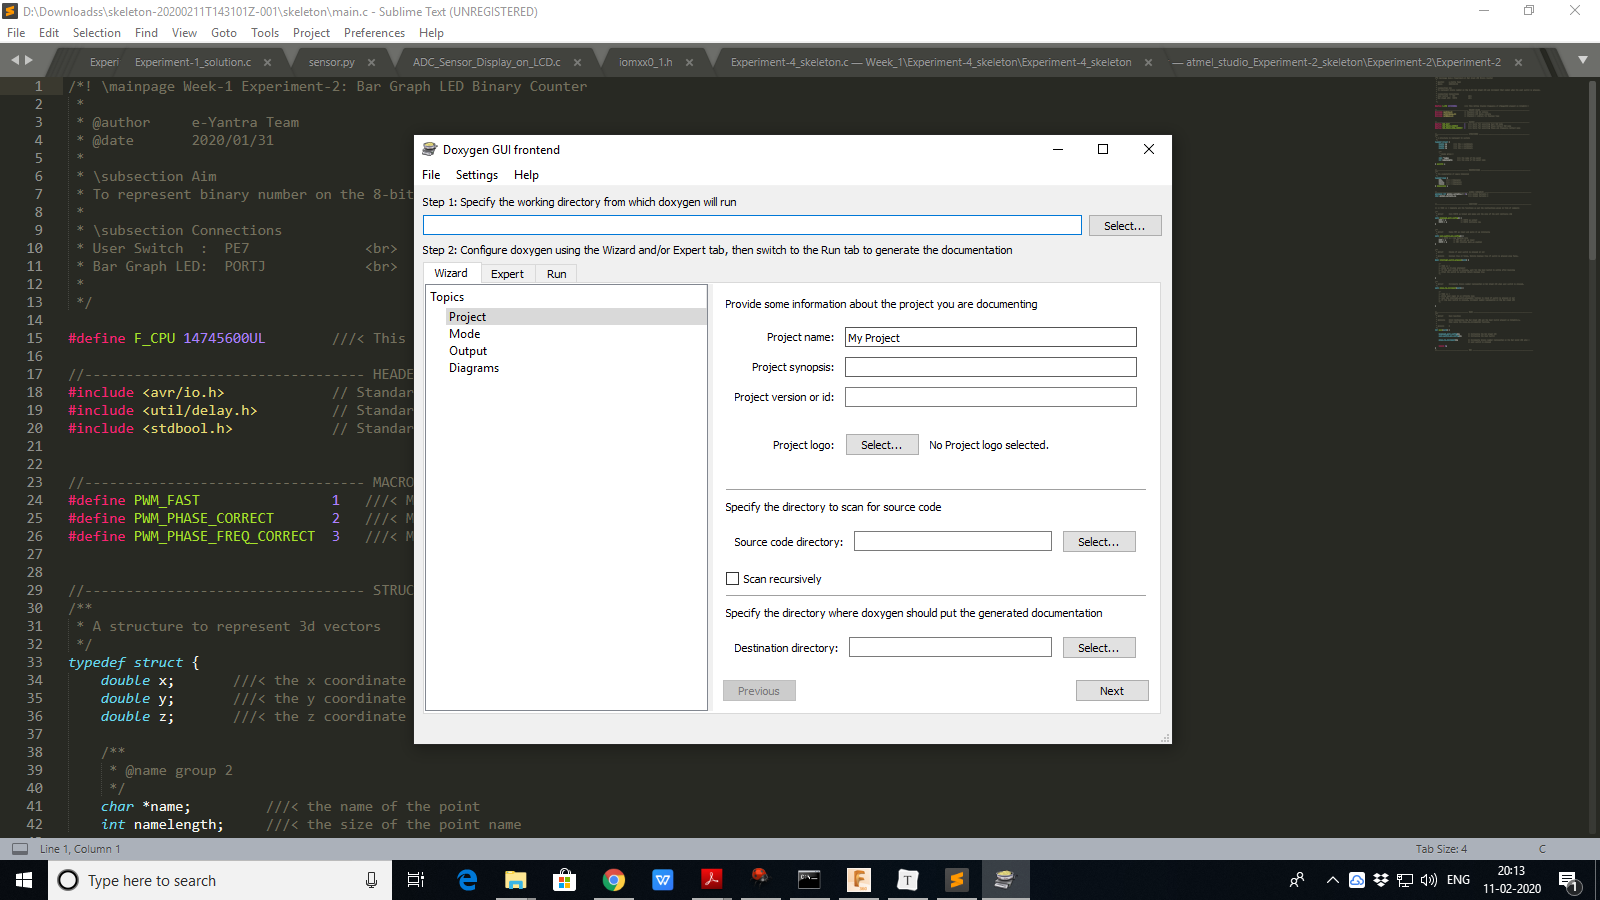 D:\Downloadss\skeleton-20200211T143101Z-001\skeleton\main.c - Sublime Text (UNREGISTERED)
File Edit Selection Find View Goto Tools Project Preferences Help
Experi Experiment-1_solution.c sensor.py ADC_Sensor_Display_on_LCD.c iomxx0_1.h Experiment-4_skeleton.c — Week_1\Experiment-4_skeleton\Experiment-4_skeleton — atmel_studio_Experiment-2_skeleton\Experiment-2\Experiment-2
1 /*! \mainpage Week-1 Experiment-2: Bar Graph LED Binary Counter
2 *
3 * @author e-Yantra Team
4 * @date 2020/01/31
5 *
6 * \subsection Aim
7 * To represent binary number on the 8-bit
8 *
9 * \subsection Connections
10 * User Switch : PE7 <br>
11 * Bar Graph LED: PORTJ <br>
12 *
13 */
14
15 #define F_CPU 14745600UL ///< This
16
17 //---------------------------------- HEADE
18 #include <avr/io.h> // Standar
19 #include <util/delay.h> // Standar
20 #include <stdbool.h> // Standar
21
22
23 //---------------------------------- MACRO
24 #define PWM_FAST 1 ///< M
25 #define PWM_PHASE_CORRECT 2 ///< M
26 #define PWM_PHASE_FREQ_CORRECT 3 ///< M
27
28
29 //---------------------------------- STRUC
30 /**
31 * A structure to represent 3d vectors
32 */
33 typedef struct {
34 double x; ///< the x coordinate
35 double y; ///< the y coordinate
36 double z; ///< the z coordinate
37
38 /**
39 * @name group 2
40 */
41 char *name; ///< the name of the point
42 int namelength; ///< the size of the point name
Doxygen GUI frontend
File Settings Help
Step 1: Specify the working directory from which doxygen will run
Select...
Step 2: Configure doxygen using the Wizard and/or Expert tab, then switch to the Run tab to generate the documentation
Wizard Expert Run
Topics
Project
Mode
Output
Diagrams
Provide some information about the project you are documenting
Project name: My Project
Project synopsis:
Project version or id:
Project logo: Select... No Project logo selected.
Specify the directory to scan for source code
Source code directory: Select...
Scan recursively
Specify the directory where doxygen should put the generated documentation
Destination directory: Select...
Previous Next
Line 1, Column 1 Tab Size: 4 C
Type here to search
ENG
20:13
11-02-2020
1